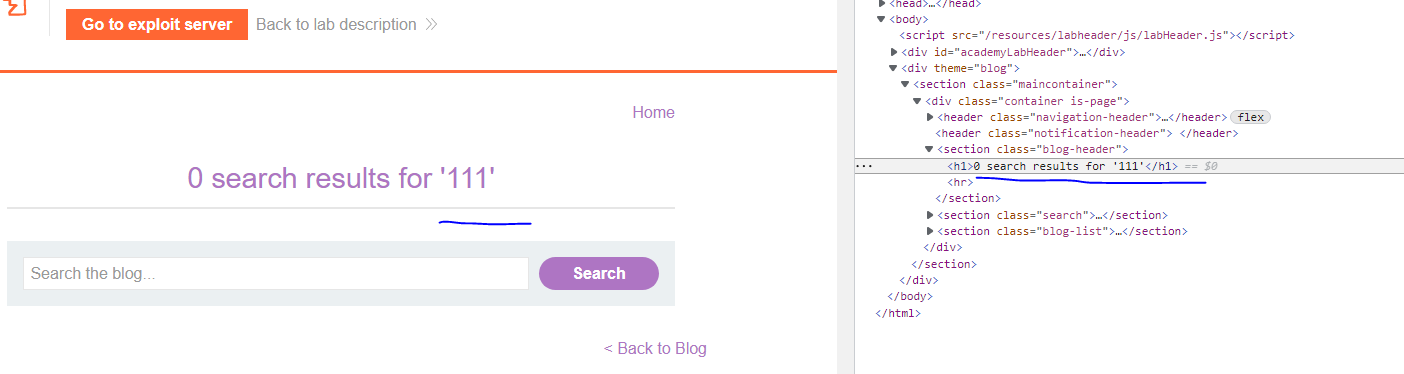 Go to exploit server Back to lab description
Home
0 search results for '111'
Search the blog... Search
< Back to Blog
<head>…</head>
<body>
<script src="/resources/labheader/js/labHeader.js"></script>
<div id="academyLabHeader">…</div>
<div theme="blog">
<section class="maincontainer">
<div class="container is-page">
<header class="navigation-header">…</header> flex
<header class="notification-header"> </header>
<section class="blog-header">
<h1>0 search results for '111'</h1> == $0
<hr>
</section>
<section class="search">…</section>
<section class="blog-list">…</section>
</div>
</section>
</div>
</body>
</html>